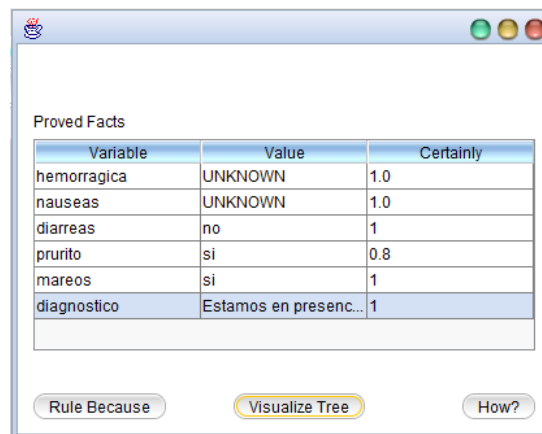 Proved Facts
Variable Value Certainly
hemorragica UNKNOWN 1.0
nauseas UNKNOWN 1.0
diarreas no 1
prurito si 0.8
mareos si 1
diagnostico Estamos en presenc... 1
Rule Because Visualize Tree How?